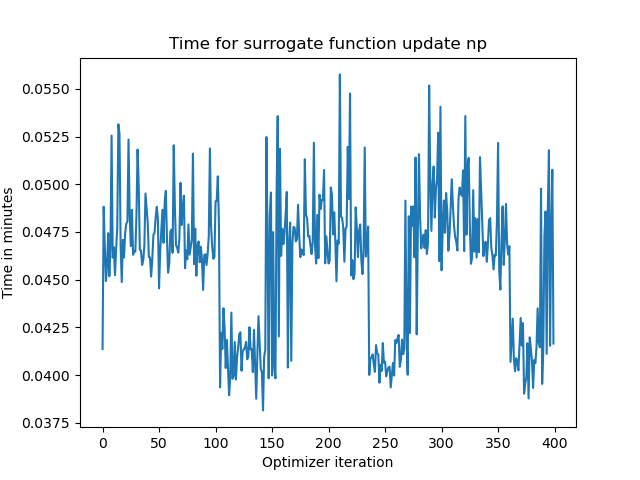 Time for surrogate function update np
0.0550
0.0525
0.0500
0.0475
0.0450
0.0425
0.0400
0.0375
Time in minutes
0 50 100 150 200 250 300 350 400
Optimizer iteration